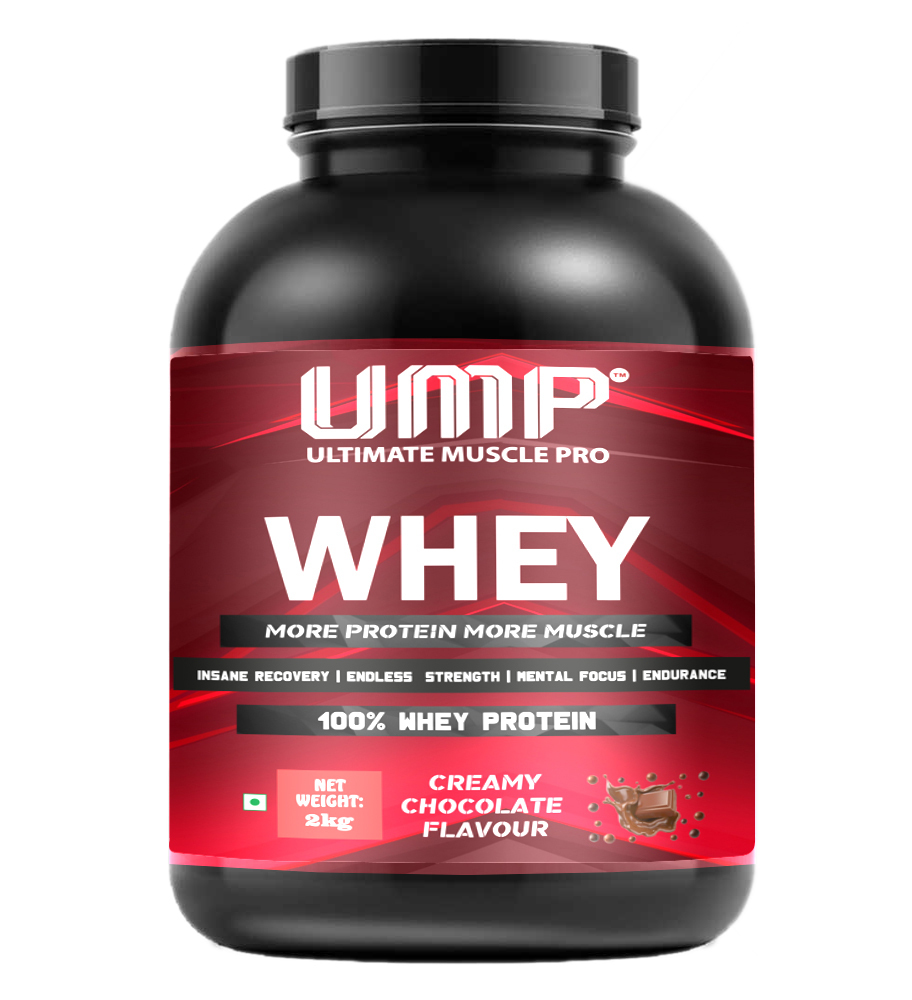 UMP™
ULTIMATE MUSCLE PRO
WHEY
MORE PROTEIN MORE MUSCLE
INSANE RECOVERY | ENDLESS STRENGTH | MENTAL FOCUS | ENDURANCE
100% WHEY PROTEIN
NET
WEIGHT:
2kg
CREAMY
CHOCOLATE
FLAVOUR